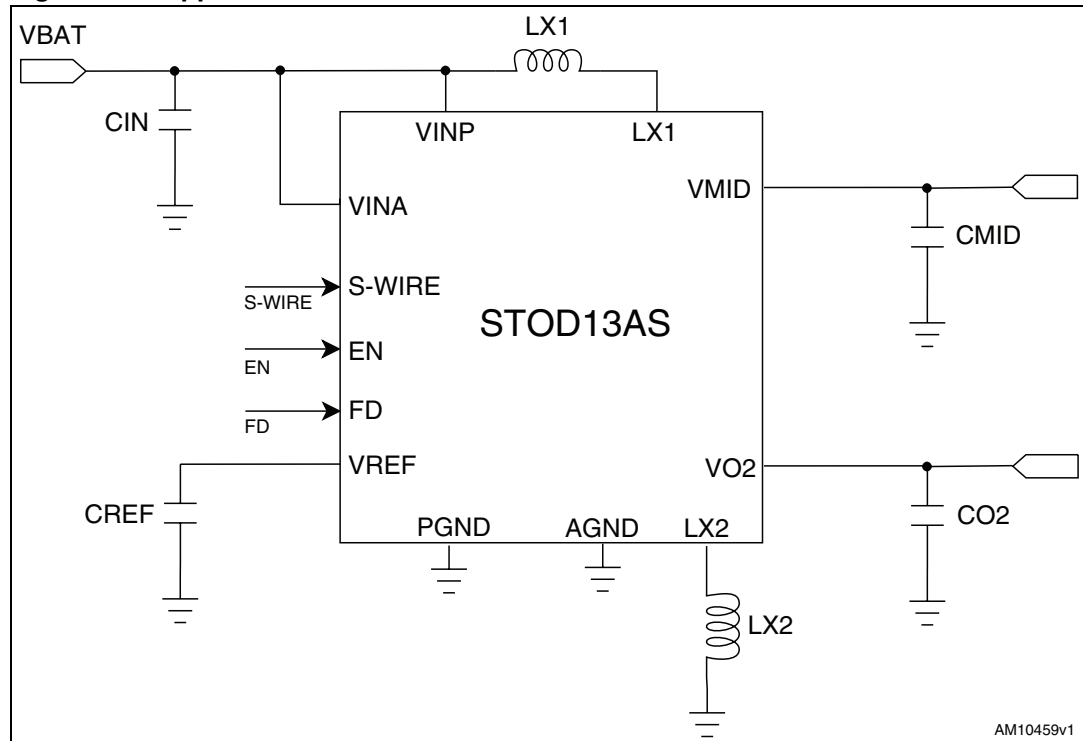 VBAT
LX1
CIN
VINP
LX1
VMID
VINA
CMID
S-WIRE
S-WIRE
STOD13AS
EN
EN
FD
FD
VREF
VO2
CREF
PGND
AGND
LX2
CO2
LX2
AM10459v1